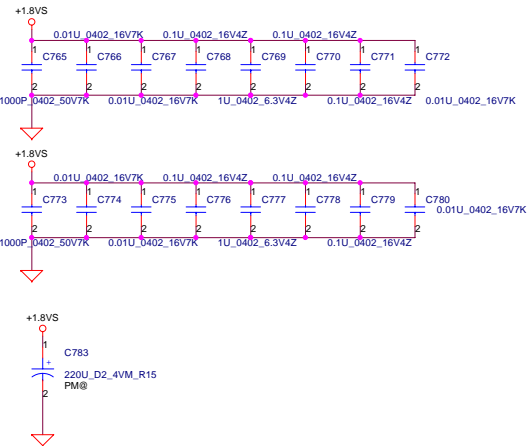 +1.8VS
0.01U_0402_16V7K 0.1U_0402_16V4Z 0.1U_0402_16V4Z
1 1 1 1 1 1 1 1
C765 C766 C767 C768 C769 C770 C771 C772
2 2 2 2 2 2 2 2
1000P_0402_50V7K 0.01U_0402_16V7K 1U_0402_6.3V4Z 0.1U_0402_16V4Z 0.01U_0402_16V7K
+1.8VS
0.01U_0402_16V7K 0.1U_0402_16V4Z 0.1U_0402_16V4Z
1 1 1 1 1 1 1 1
C773 C774 C775 C776 C777 C778 C779 C780
0.01U_0402_16V7K
2 2 2 2 2 2 2 2
1000P_0402_50V7K 0.01U_0402_16V7K 1U_0402_6.3V4Z 0.1U_0402_16V4Z
+1.8VS
1
C783
+
220U_D2_4VM_R15
PM@
2